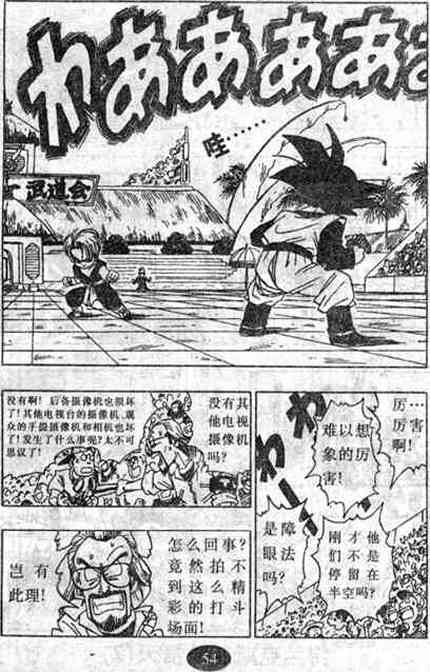 わあああああ
哇……
武道会
厉…
厉害
啊!
难以想
象的厉
害!
わわー
刚才他
们不是
停留在
半空吗?
是障
眼法
吗?
没有其
他电视
摄像机
吗?
没有啊! 后备摄像机也损坏
了!其他电视台的摄像机、观
众的手提摄像机和相机也坏
了!发生了什么事呢?太不可
思议了!
怎么回事?
竟然拍不
到这么精
彩的打斗
场面!
岂有
此理!
54